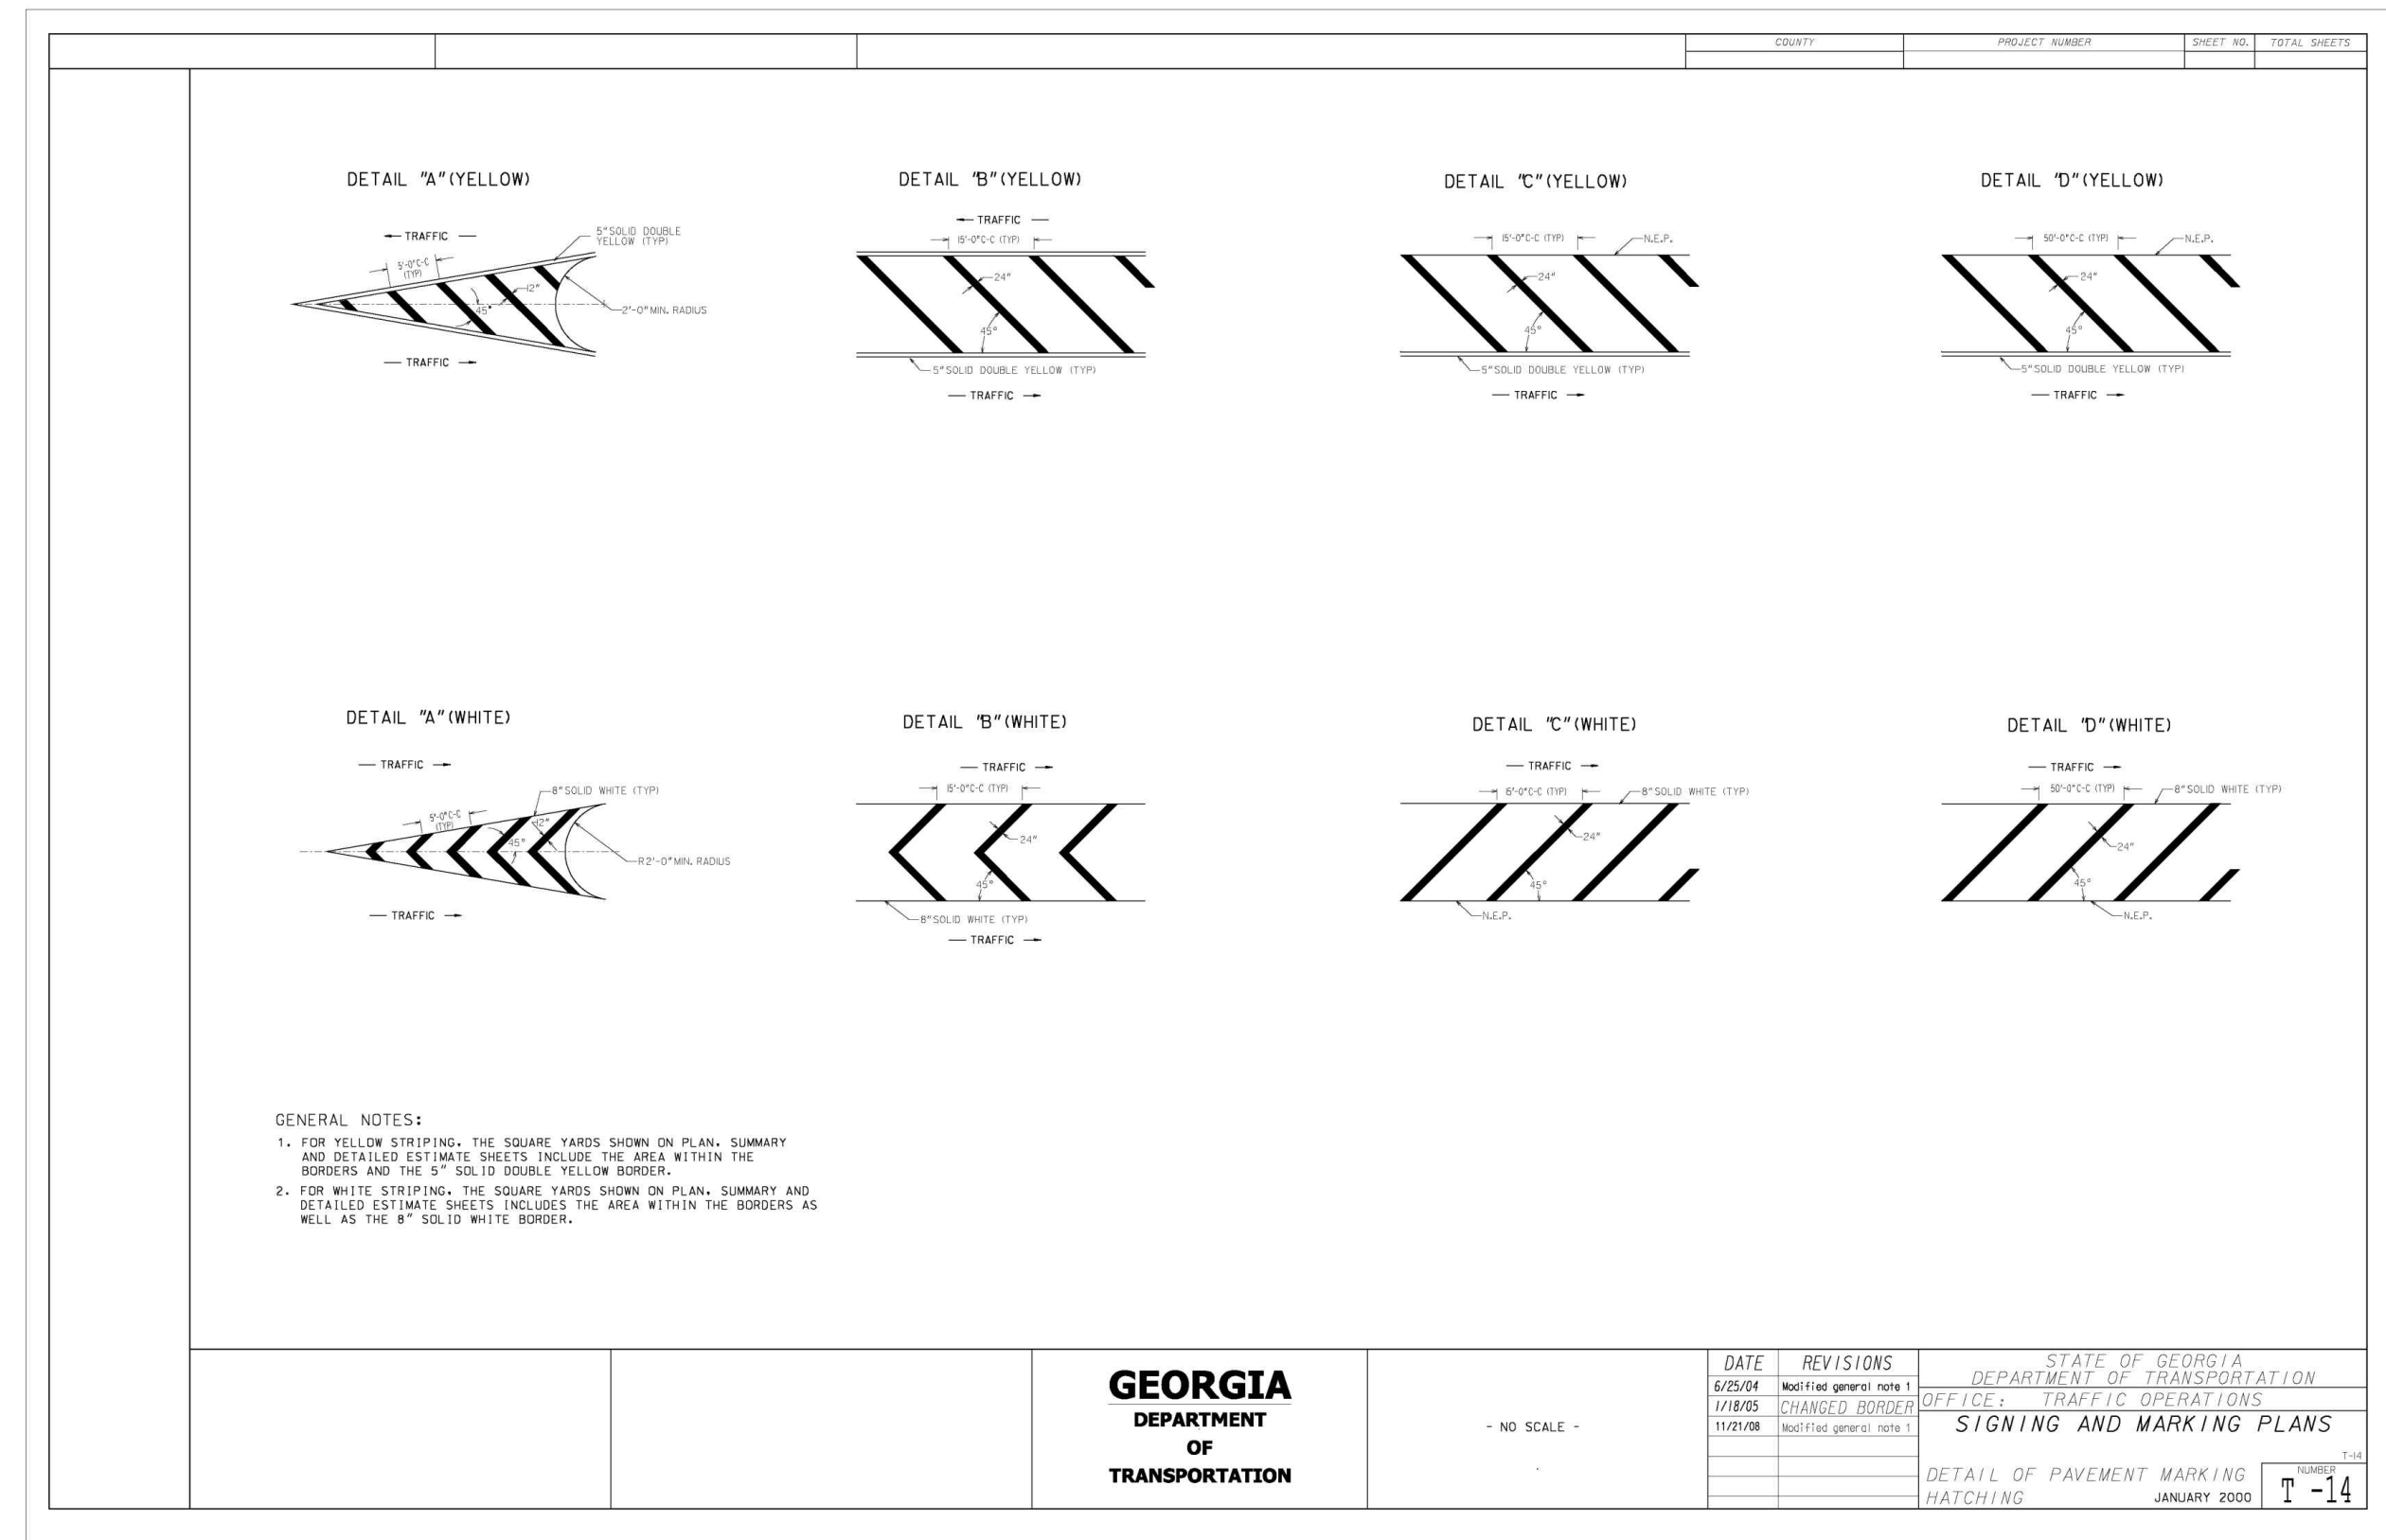 COUNTY
PROJECT NUMBER
SHEET NO.
TOTAL SHEETS
DETAIL "A"(YELLOW)
TRAFFIC
5" SOLID DOUBLE
YELLOW (TYP)
5'-0" C-C
(TYP)
12"
45°
2'-0" MIN. RADIUS
TRAFFIC
DETAIL "B"(YELLOW)
TRAFFIC
15'-0" C-C (TYP)
24"
45°
5" SOLID DOUBLE YELLOW (TYP)
TRAFFIC
DETAIL "C"(YELLOW)
15'-0" C-C (TYP)
N.E.P.
24"
45°
5" SOLID DOUBLE YELLOW (TYP)
TRAFFIC
DETAIL "D"(YELLOW)
50'-0" C-C (TYP)
N.E.P.
24"
45°
5" SOLID DOUBLE YELLOW (TYP)
TRAFFIC
DETAIL "A"(WHITE)
TRAFFIC
8" SOLID WHITE (TYP)
5'-0" C-C
(TYP)
12"
45°
R2'-0" MIN. RADIUS
TRAFFIC
DETAIL "B"(WHITE)
TRAFFIC
15'-0" C-C (TYP)
24"
45°
8" SOLID WHITE (TYP)
TRAFFIC
DETAIL "C"(WHITE)
TRAFFIC
15'-0" C-C (TYP)
8" SOLID WHITE (TYP)
24"
45°
N.E.P.
DETAIL "D"(WHITE)
TRAFFIC
50'-0" C-C (TYP)
8" SOLID WHITE (TYP)
24"
45°
N.E.P.
GENERAL NOTES:
1. FOR YELLOW STRIPING, THE SQUARE YARDS SHOWN ON PLAN, SUMMARY
AND DETAILED ESTIMATE SHEETS INCLUDE THE AREA WITHIN THE
BORDERS AND THE 5" SOLID DOUBLE YELLOW BORDER.
2. FOR WHITE STRIPING, THE SQUARE YARDS SHOWN ON PLAN, SUMMARY AND
DETAILED ESTIMATE SHEETS INCLUDES THE AREA WITHIN THE BORDERS AS
WELL AS THE 8" SOLID WHITE BORDER.
GEORGIA
DEPARTMENT
OF
TRANSPORTATION
- NO SCALE -
DATE REVISIONS
6/25/04 Modified general note 1
1/18/05 CHANGED BORDER
11/21/08 Modified general note 1
STATE OF GEORGIA
DEPARTMENT OF TRANSPORTATION
OFFICE: TRAFFIC OPERATIONS
SIGNING AND MARKING PLANS
T-14
DETAIL OF PAVEMENT MARKING
HATCHING
JANUARY 2000
NUMBER
T-14